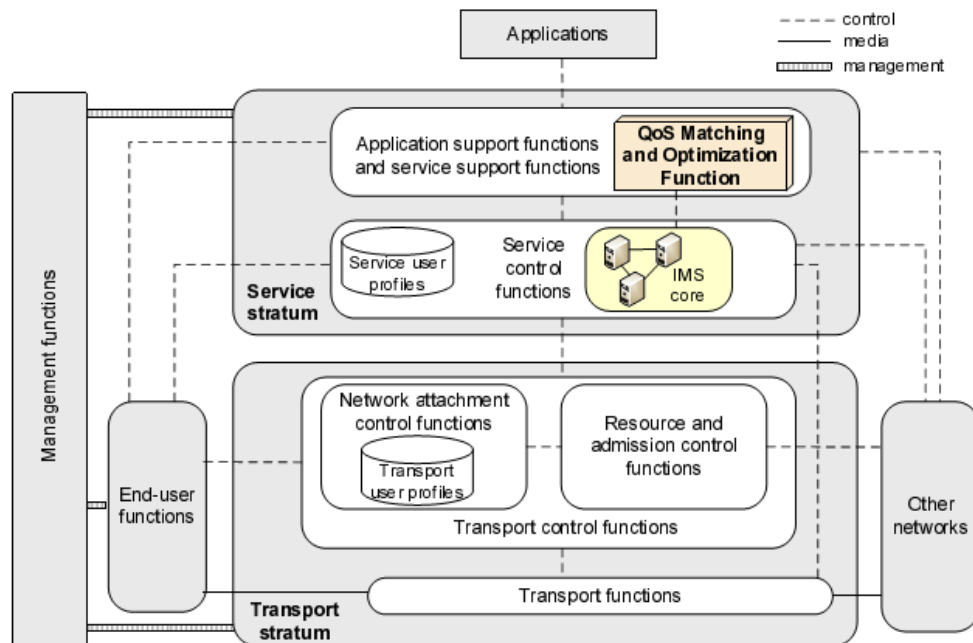 Applications
control
media
management
Management functions
Application support functions
and service support functions
QoS Matching
and Optimization
Function
Service user
profiles
Service
control
functions
IMS
core
Service
stratum
Network attachment
control functions
Transport
user profiles
Resource and
admission control
functions
Transport control functions
End-user
functions
Other
networks
Transport functions
Transport
stratum